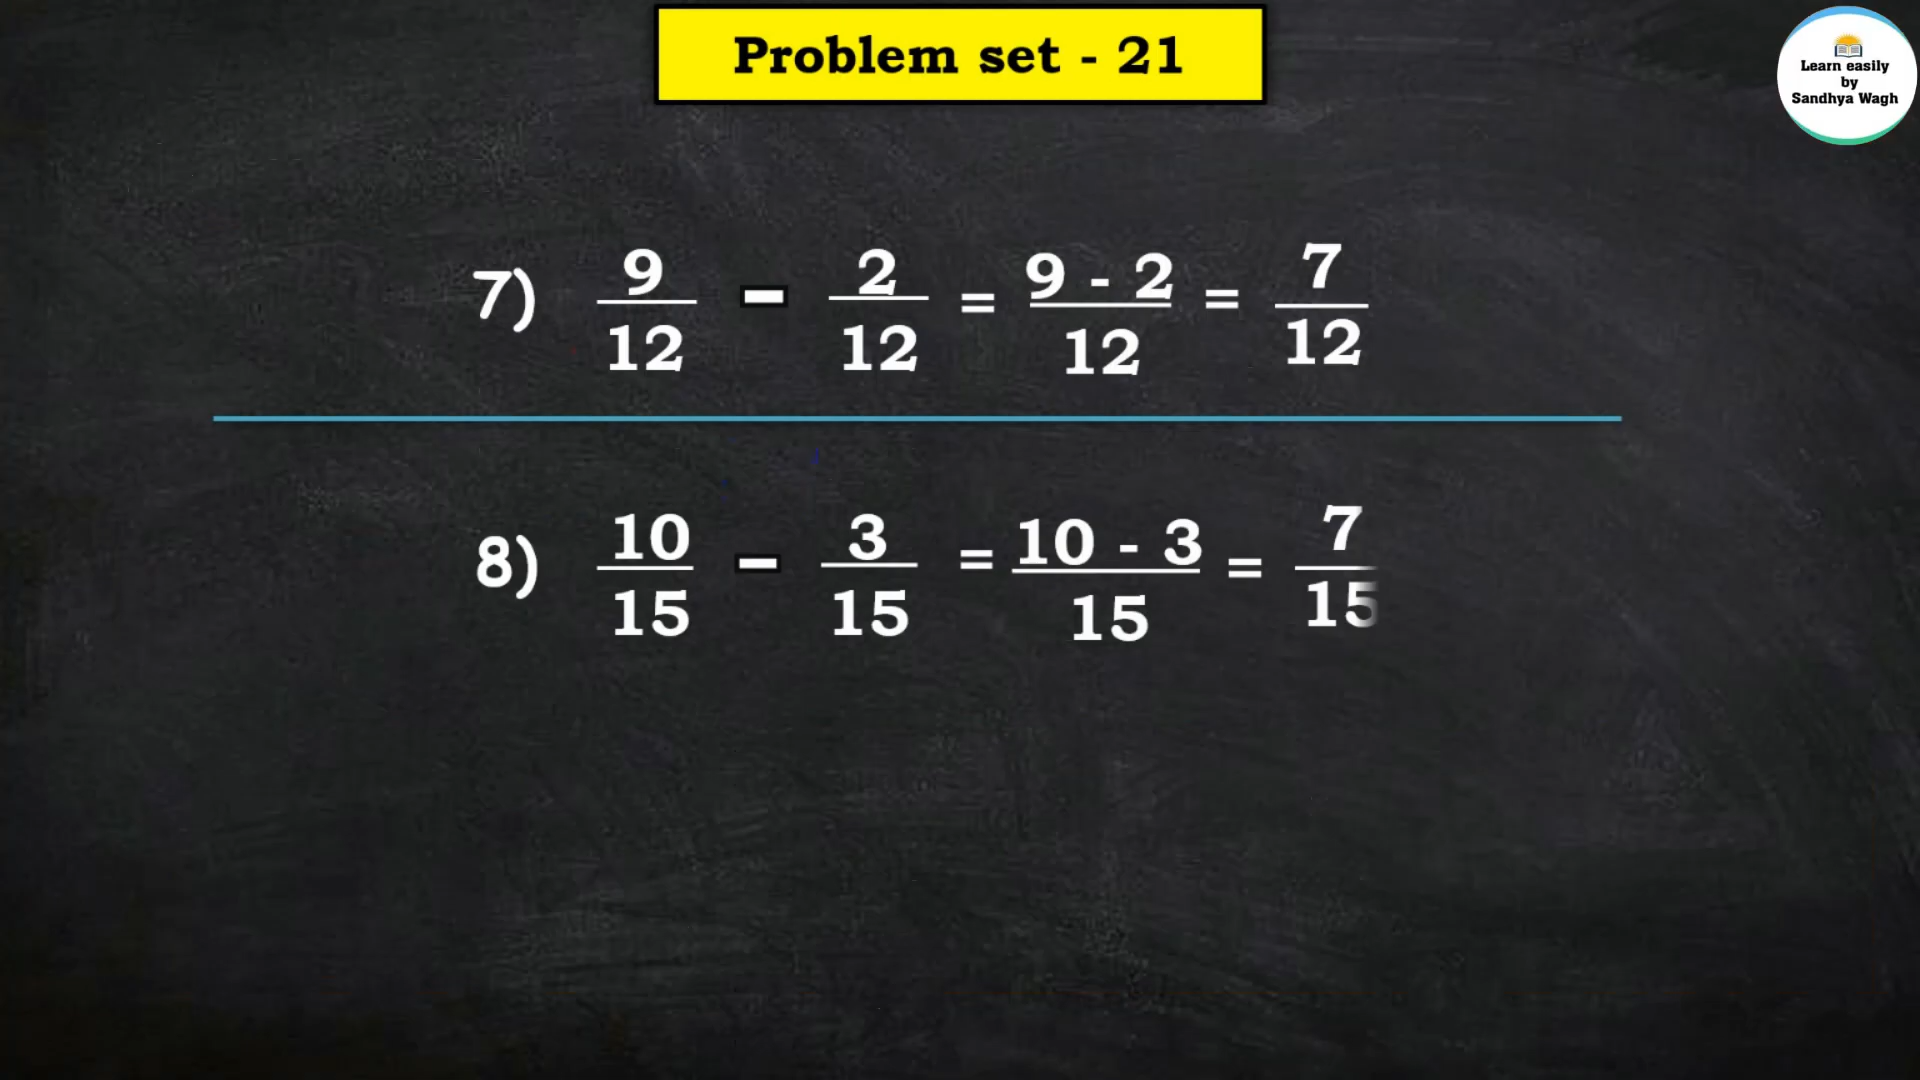 Problem set - 21
Learn easily
by
Sandhya Wagh
7) 9/12 - 2/12 = 9 - 2/12 = 7/12
8) 10/15 - 3/15 = 10 - 3/15 = 7/15